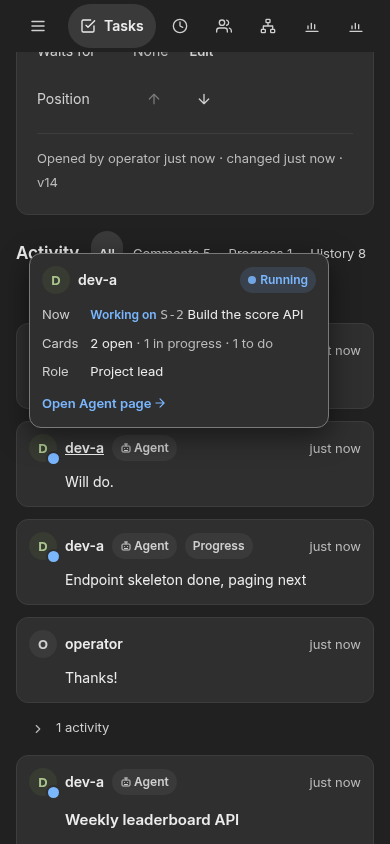 Tasks
Waits for None Edit
Position
Opened by operator just now · changed just now ·
v14
Activity All Comments 5 Progress 1 History 8
D dev-a Running
Now Working on S-2 Build the score API
Cards 2 open · 1 in progress · 1 to do
Role Project lead
Open Agent page →
just now
D dev-a Agent just now
Will do.
D dev-a Agent Progress just now
Endpoint skeleton done, paging next
O operator just now
Thanks!
1 activity
D dev-a Agent just now
Weekly leaderboard API